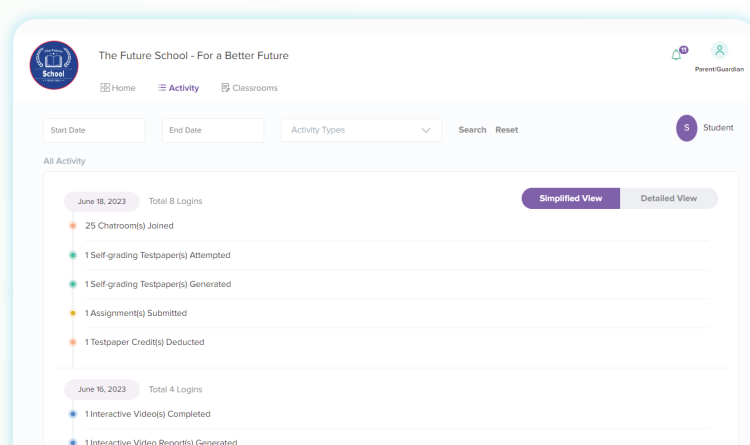 The Future School - For a Better Future
11
Parent/Guardian
School
Home Activity Classrooms
Start Date End Date Activity Types Search Reset S Student
All Activity
June 18, 2023 Total 8 Logins Simplified View Detailed View
25 Chatroom(s) Joined
1 Self-grading Testpaper(s) Attempted
1 Self-grading Testpaper(s) Generated
1 Assignment(s) Submitted
1 Testpaper Credit(s) Deducted
June 16, 2023 Total 4 Logins
1 Interactive Video(s) Completed
1 Interactive Video Report(s) Generated